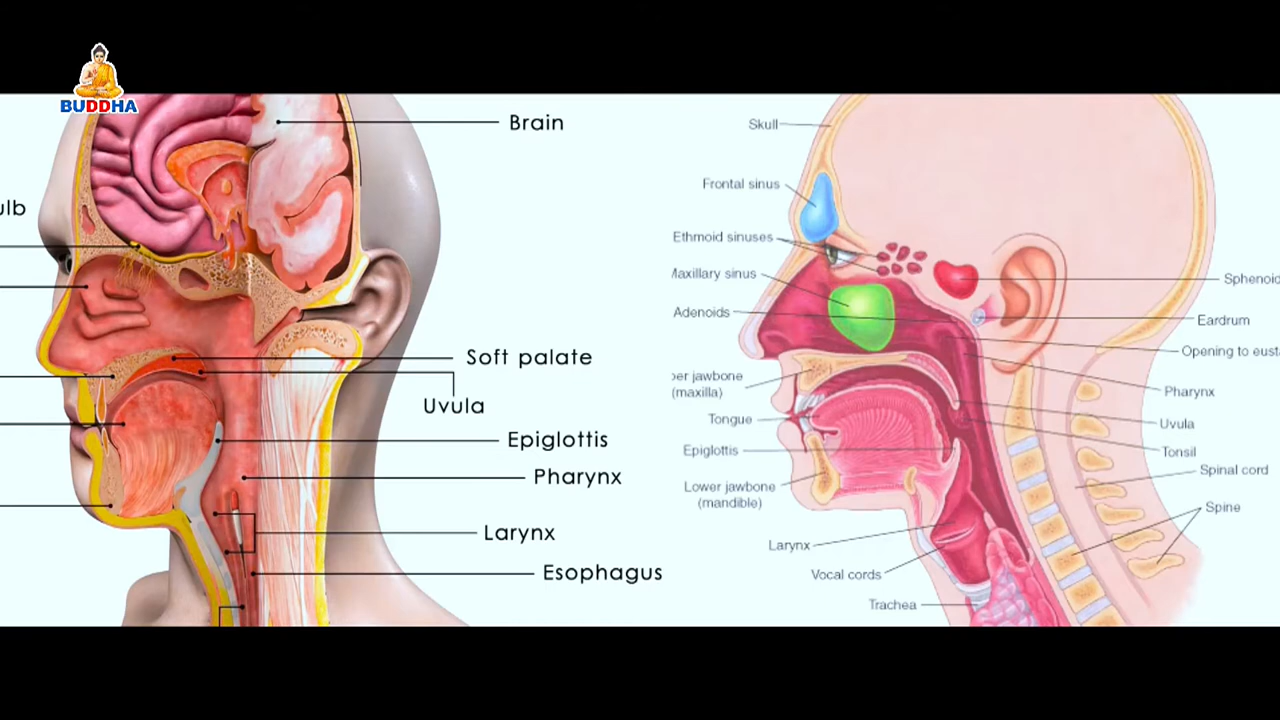 BUDDHA
Brain
ulb
Soft palate
Uvula
Epiglottis
Pharynx
Larynx
Esophagus
Skull
Frontal sinus
Ethmoid sinuses
Maxillary sinus
Adenoids
per jawbone
(maxilla)
Tongue
Epiglottis
Lower jawbone
(mandible)
Larynx
Vocal cords
Trachea
Sphenoid
Eardrum
Opening to eust
Pharynx
Uvula
Tonsil
Spinal cord
Spine